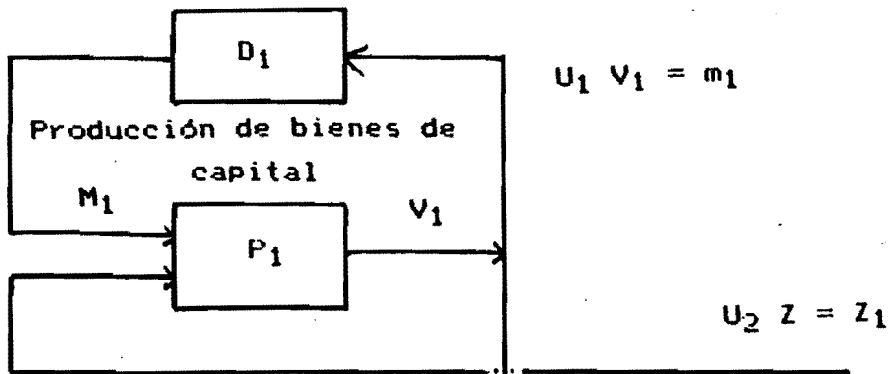 D₁
U₁ V₁ = m₁
Producción de bienes de
capital
M₁
V₁
P₁
U₂ Z = Z₁